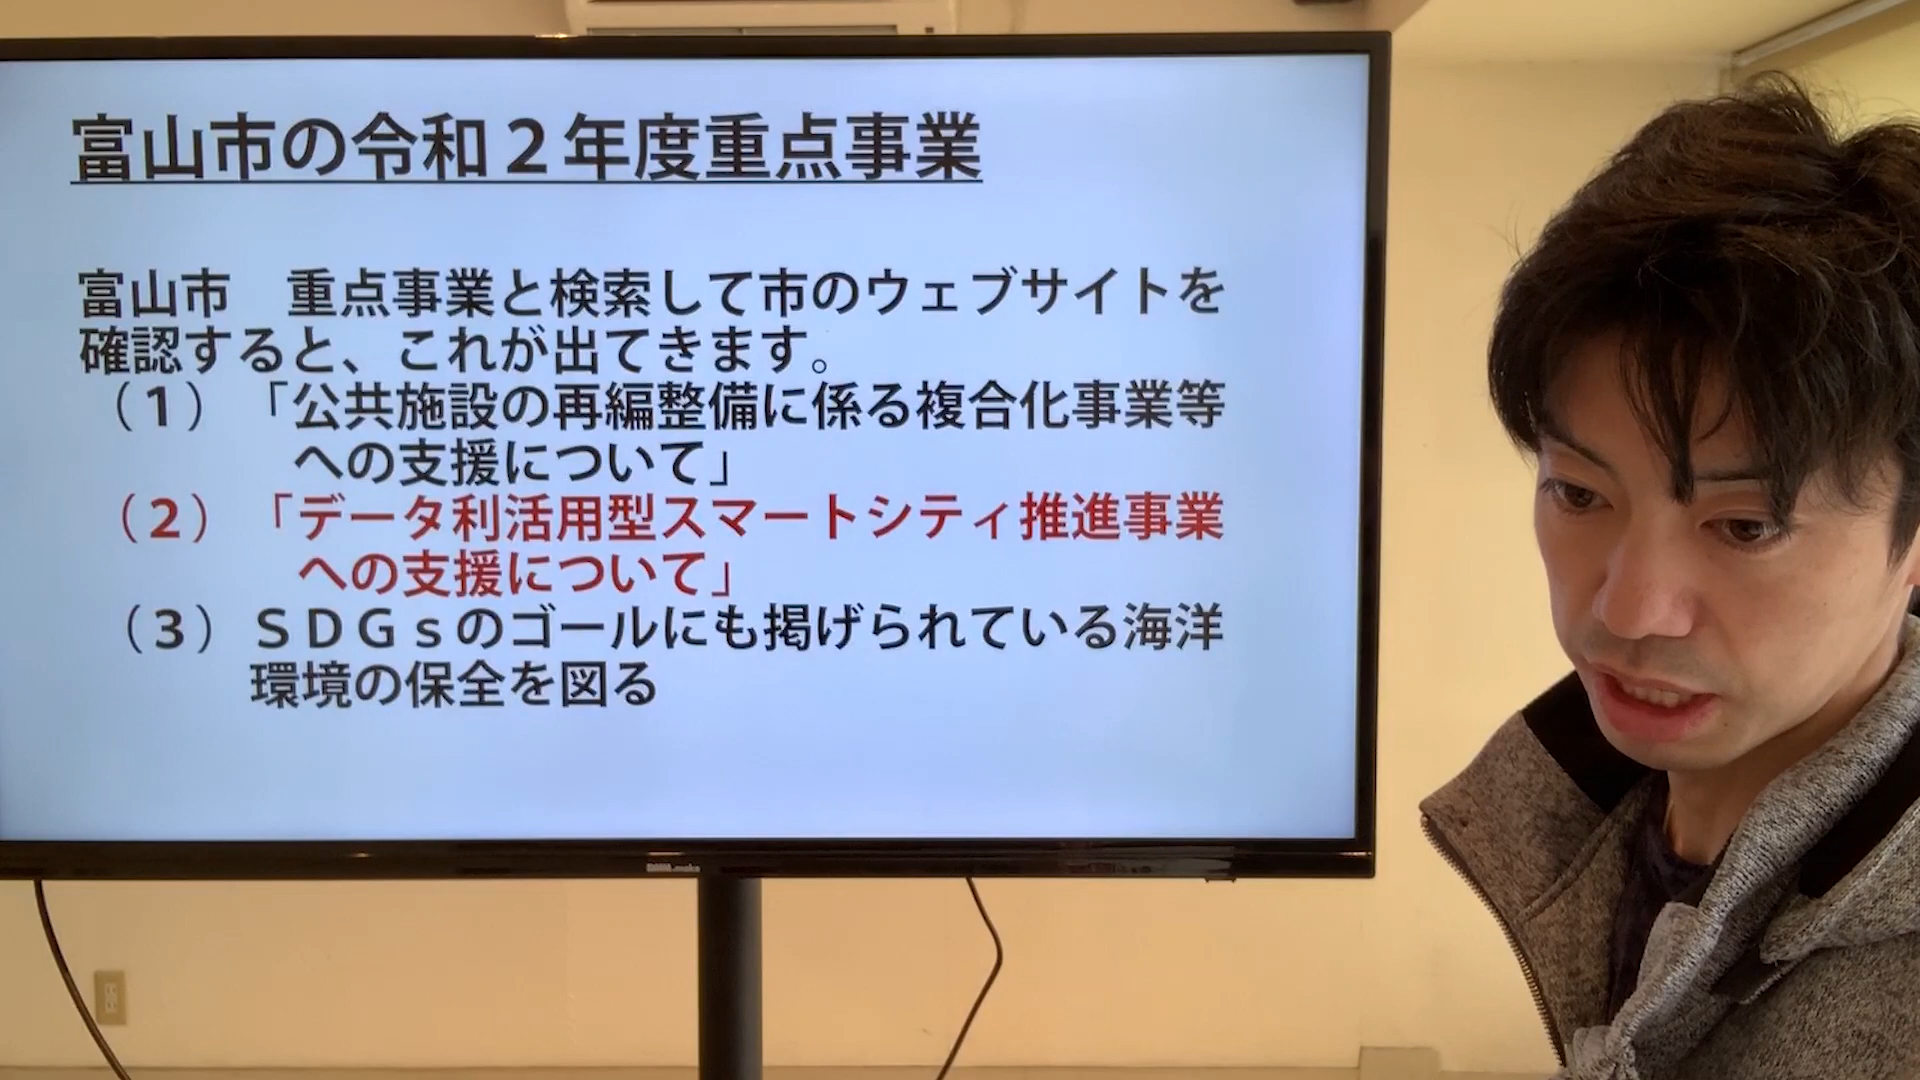 富山市の令和２年度重点事業
富山市　重点事業と検索して市のウェブサイトを
確認すると、これが出てきます。
（１）「公共施設の再編整備に係る複合化事業等
への支援について」
（２）「データ利活用型スマートシティ推進事業
への支援について」
（３）ＳＤＧｓのゴールにも掲げられている海洋
環境の保全を図る